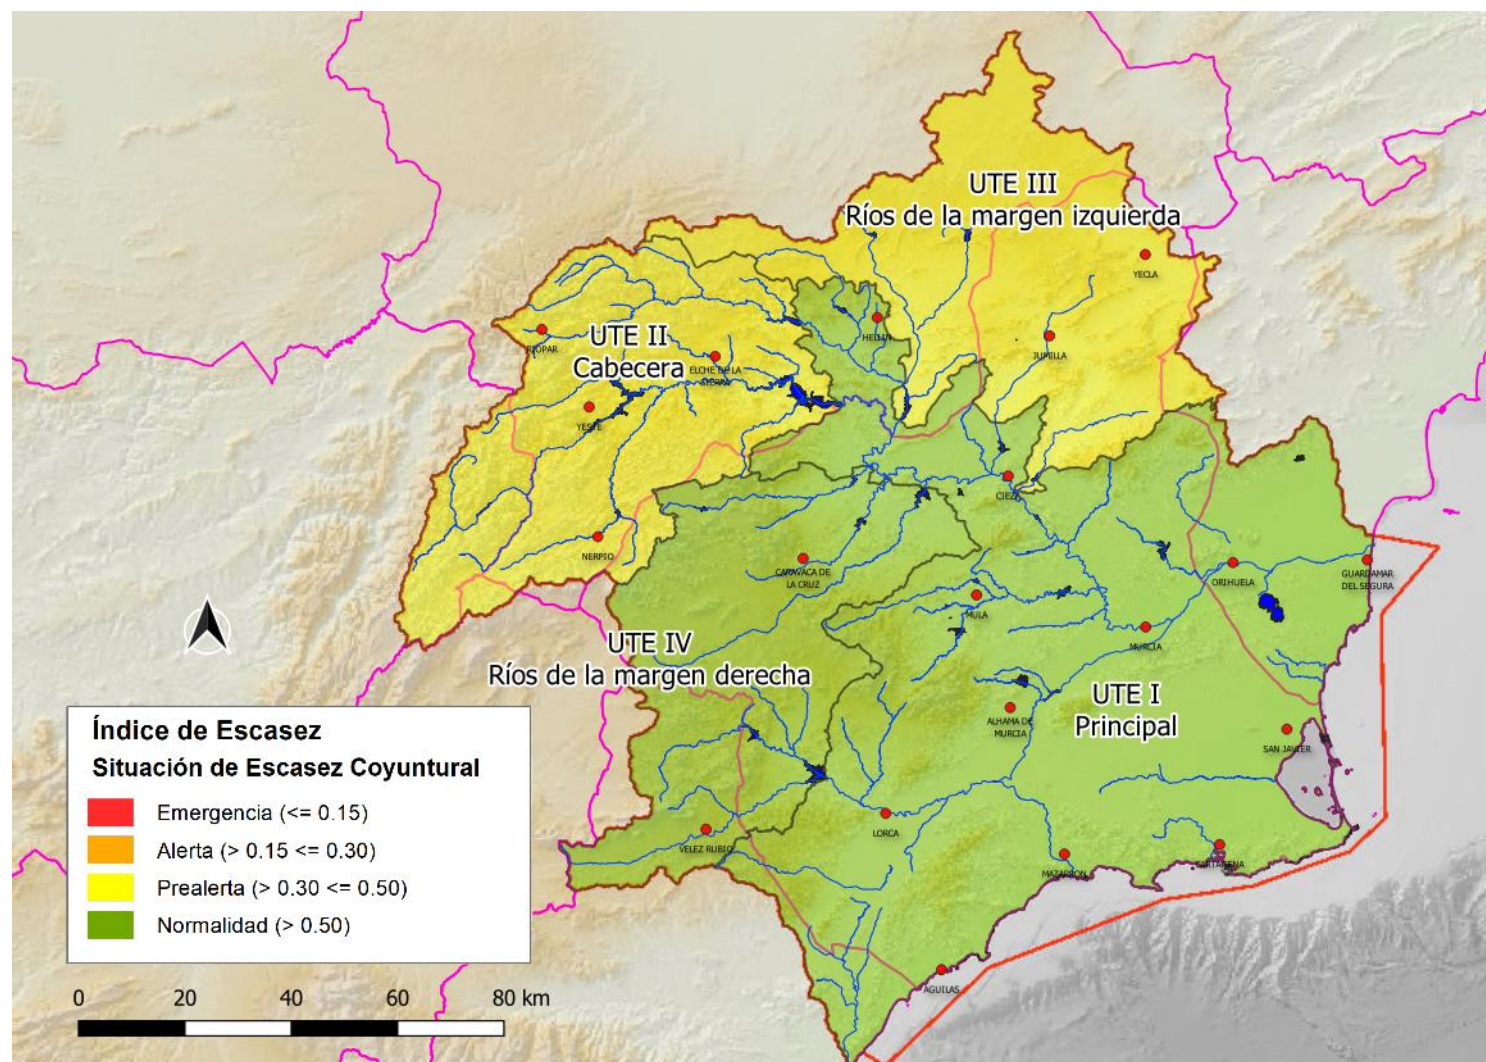 UTE III
Ríos de la margen izquierda
YECLA
UTE II
Cabecera
RIOPAR
HELLIN
JUMILLA
ELCHE DE LA
SIERRA
YESTE
CIEZA
NERPIO
CARAVACA DE
LA CRUZ
ORIHUELA
GUARDAMAR
DEL SEGURA
MULA
MURCIA
UTE IV
Ríos de la margen derecha
UTE I
Principal
ALHAMA DE
MURCIA
SAN JAVIER
LORCA
VELEZ RUBIO
MAZARRON
CARTAGENA
AGUILAS
Índice de Escasez
Situación de Escasez Coyuntural
Emergencia (<= 0.15)
Alerta (> 0.15 <= 0.30)
Prealerta (> 0.30 <= 0.50)
Normalidad (> 0.50)
0 20 40 60 80 km